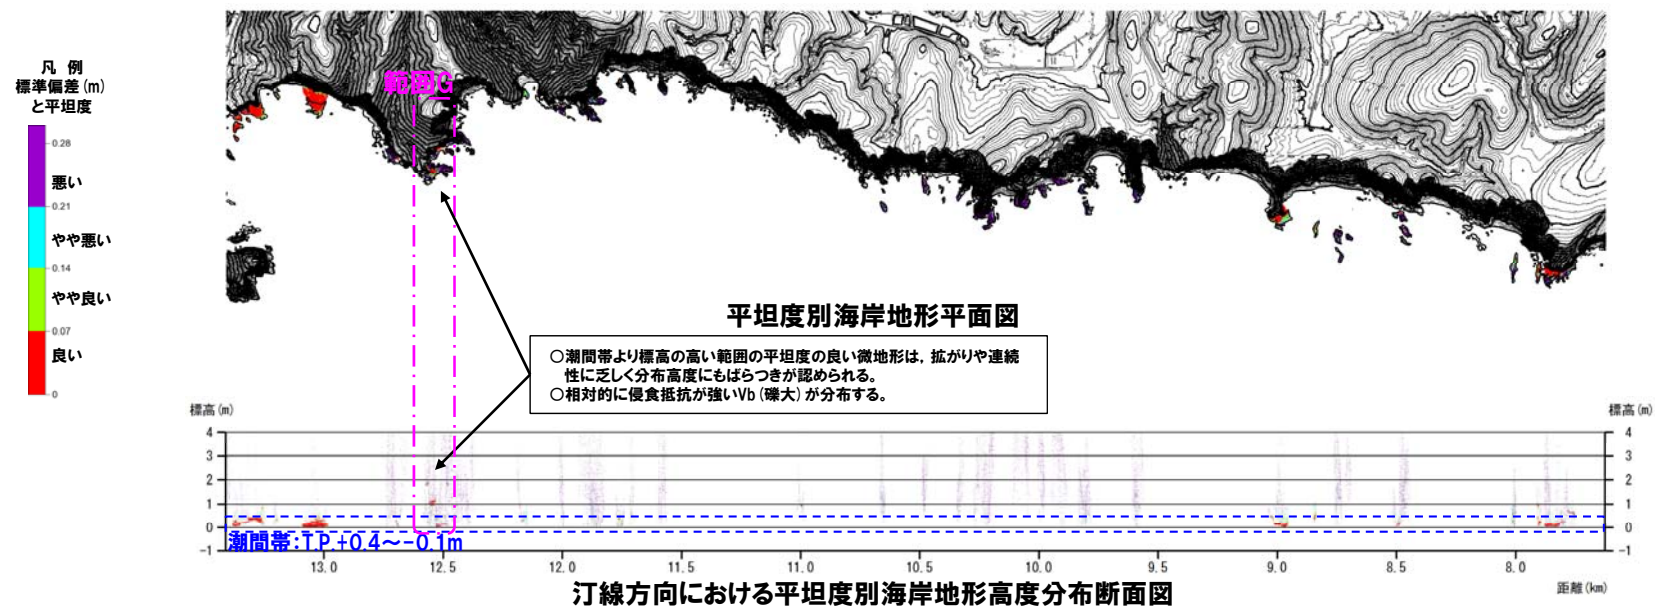 凡 例
標準偏差(m)
と平坦度
0.28
悪い
0.21
やや悪い
0.14
やや良い
0.07
良い
0
範囲G
平坦度別海岸地形平面図
○潮間帯より標高の高い範囲の平坦度の良い微地形は,拡がりや連続
性に乏しく分布高度にもばらつきが認められる。
○相対的に侵食抵抗が強いVb(礫大)が分布する。
標高(m)
標高(m)
4
3
2
1
0
-1
4
3
2
1
0
-1
潮間帯:T.P.+0.4~-0.1m
13.0 12.5 12.0 11.5 11.0 10.5 10.0 9.5 9.0 8.5 8.0
距離(km)
汀線方向における平坦度別海岸地形高度分布断面図